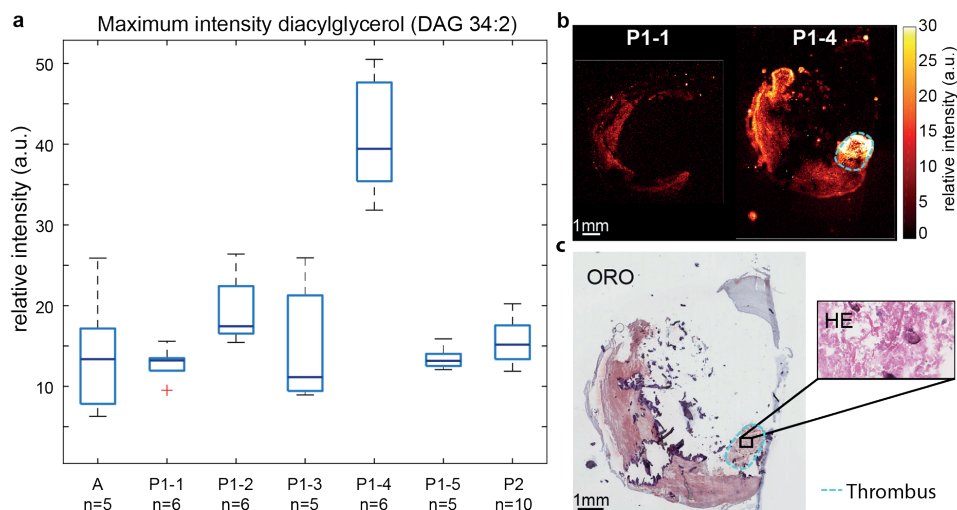 a
Maximum intensity diacylglycerol (DAG 34:2)
relative intensity (a.u.)
50
40
30
20
10
A
n=5
P1-1
n=6
P1-2
n=6
P1-3
n=5
P1-4
n=6
P1-5
n=5
P2
n=10
b
P1-1
P1-4
1mm
30
25
20
15
10
5
0
relative intensity (a.u.)
c
ORO
HE
1mm
Thrombus